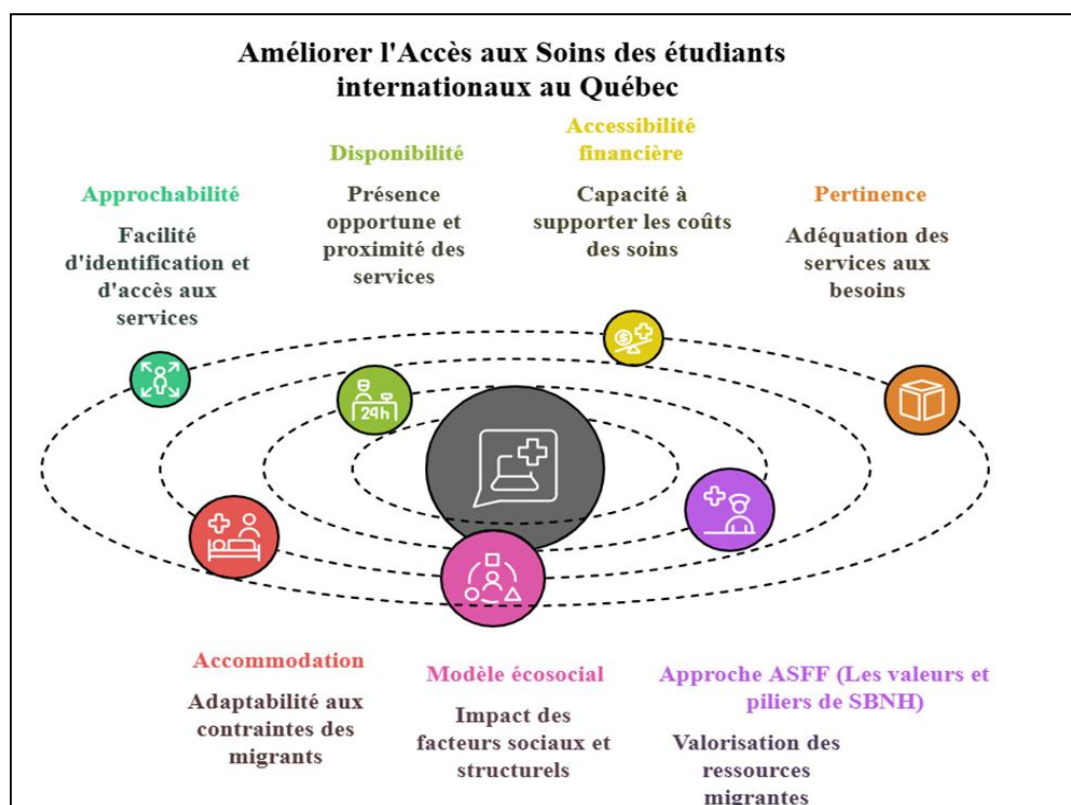 Améliorer l'Accès aux Soins des étudiants
internationaux au Québec
Approchabilité
Facilité
d'identification et
d'accès aux
services
Disponibilité
Présence
opportune et
proximité des
services
Accessibilité
financière
Capacité à
supporter les coûts
des soins
Pertinence
Adéquation des
services aux
besoins
24h
Accommodation
Adaptabilité aux
contraintes des
migrants
Modèle écosocial
Impact des
facteurs sociaux et
structurels
Approche ASFF (Les valeurs et
piliers de SBNH)
Valorisation des
ressources
migrantes